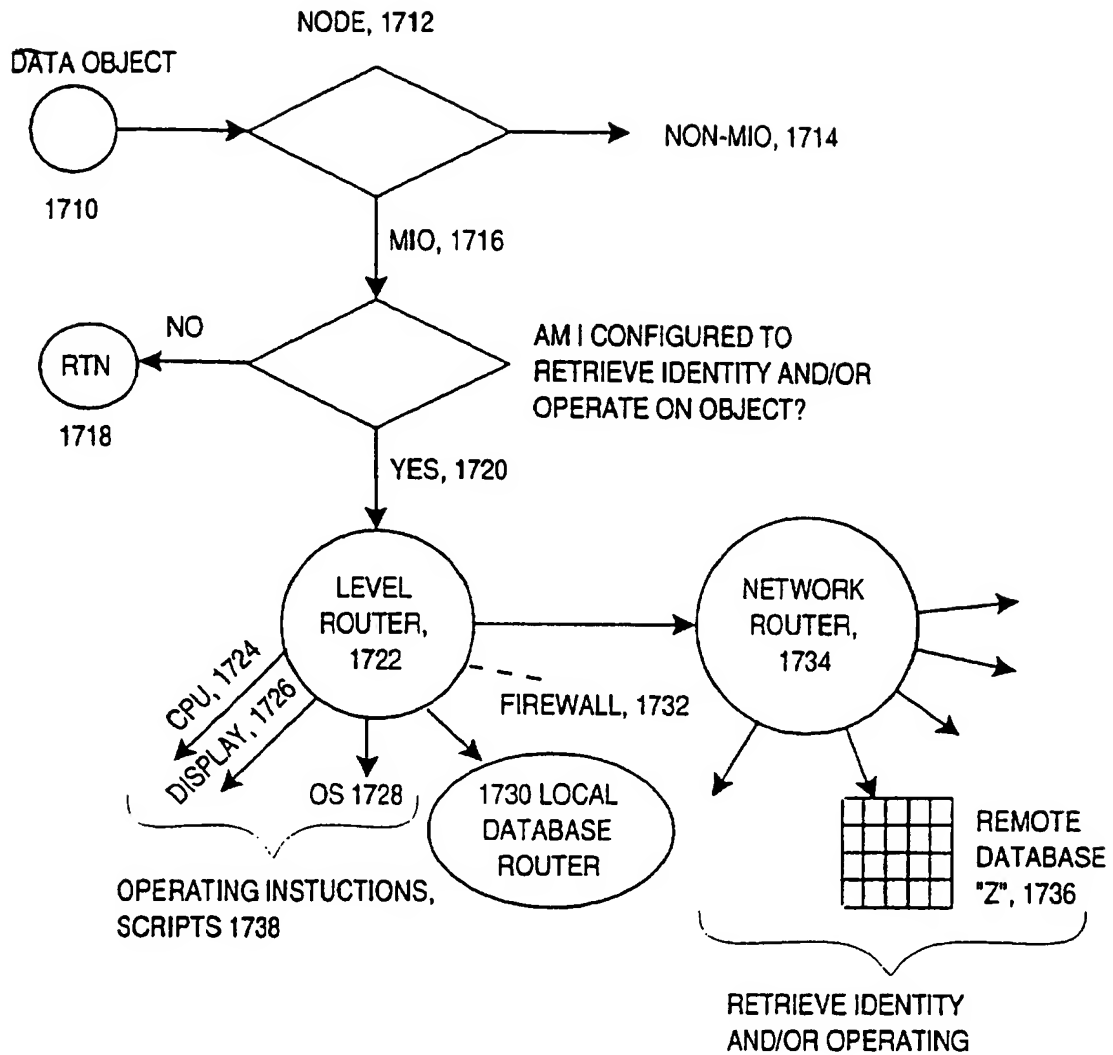 NODE, 1712
DATA OBJECT
NON-MIO, 1714
1710
MIO, 1716
NO
AM I CONFIGURED TO
RETRIEVE IDENTITY AND/OR
OPERATE ON OBJECT?
RTN
1718
YES, 1720
LEVEL
ROUTER,
1722
NETWORK
ROUTER,
1734
CPU, 1724
DISPLAY, 1726
FIREWALL, 1732
OS 1728
1730 LOCAL
DATABASE
ROUTER
REMOTE
DATABASE
"Z", 1736
OPERATING INSTUCTIONS,
SCRIPTS 1738
RETRIEVE IDENTITY
AND/OR OPERATING